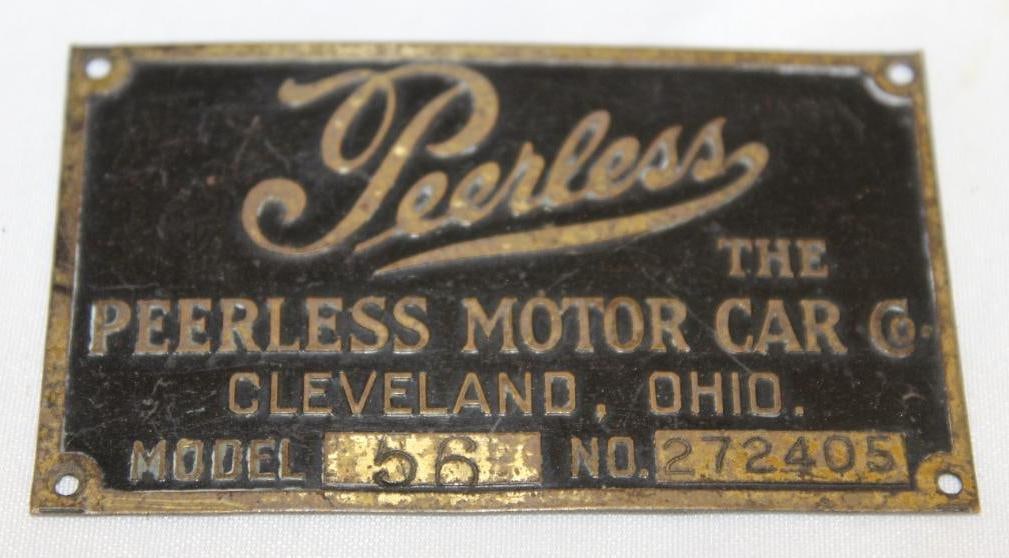 Peerless
THE
PEERLESS MOTOR CAR Co.
CLEVELAND, OHIO.
MODEL 56 NO. 272405